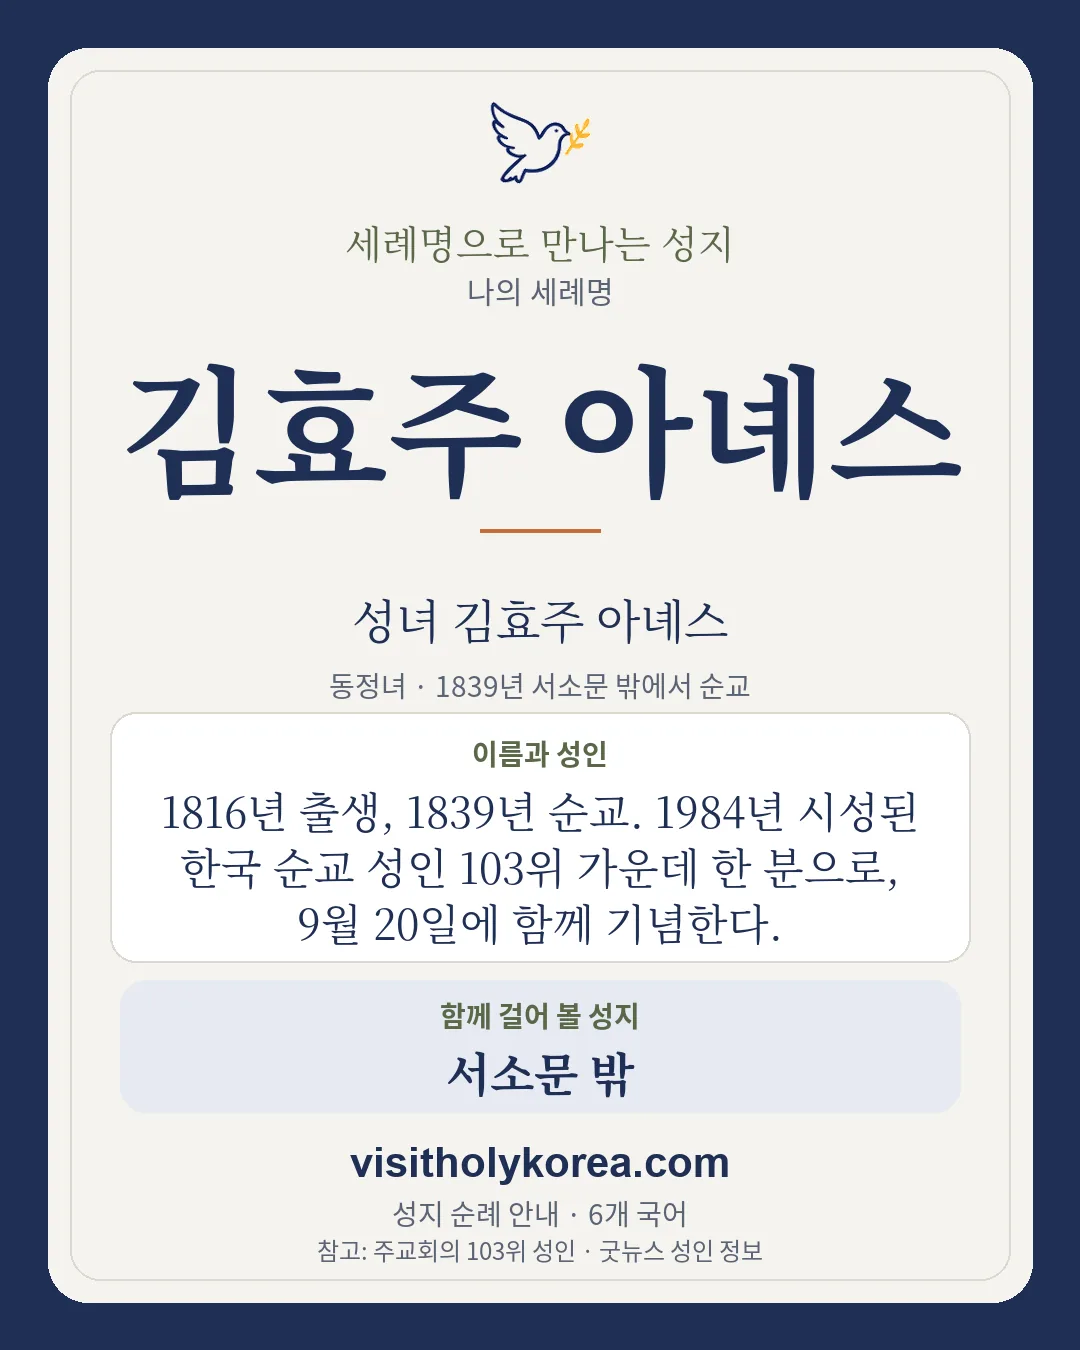 세례명으로 만나는 성지
나의 세례명
김효주 아녜스
성녀 김효주 아녜스
동정녀 · 1839년 서소문 밖에서 순교
이름과 성인
1816년 출생, 1839년 순교. 1984년 시성된
한국 순교 성인 103위 가운데 한 분으로,
9월 20일에 함께 기념한다.
함께 걸어 볼 성지
서소문 밖
visitholykorea.com
성지 순례 안내 · 6개 국어
참고: 주교회의 103위 성인 · 굿뉴스 성인 정보